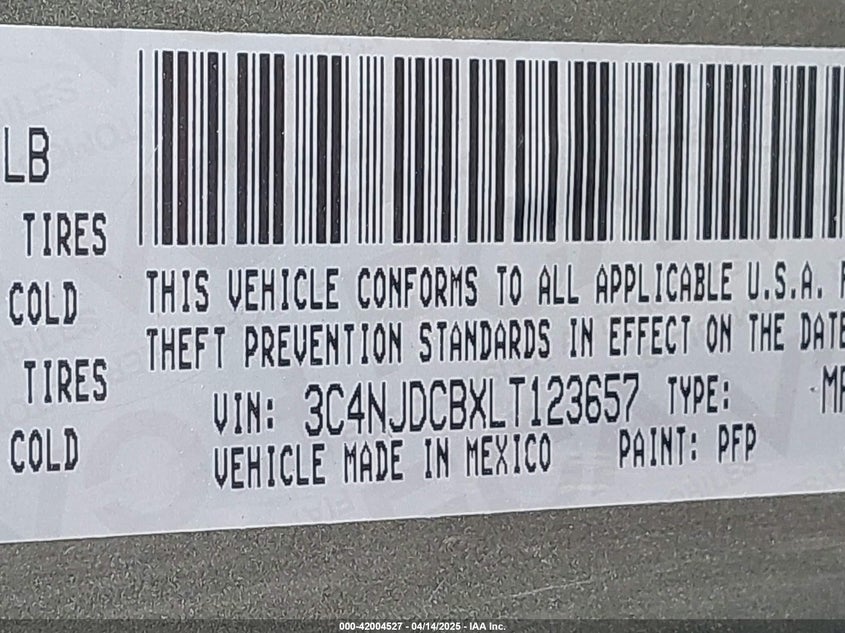 LB
TIRES
COLD
TIRES
COLD
THIS VEHICLE CONFORMS TO ALL APPLICABLE U.S.A.
THEFT PREVENTION STANDARDS IN EFFECT ON THE DATE
VIN: 3C4NJDCBXLT123657 TYPE:
VEHICLE MADE IN MEXICO PAINT: PFP
000-42004527 - 04/14/2025 - IAA Inc.